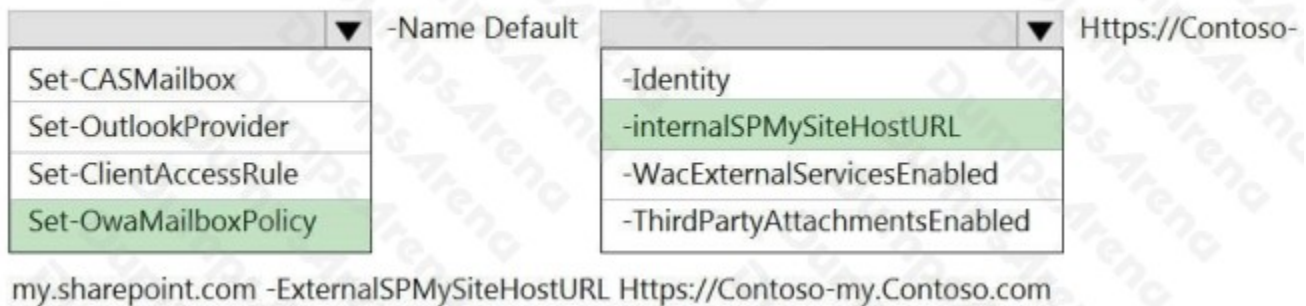 -Name Default Https://Contoso-
Set-CASMailbox -Identity
Set-OutlookProvider -internalSPMySiteHostURL
Set-ClientAccessRule -WacExternalServicesEnabled
Set-OwaMailboxPolicy -ThirdPartyAttachmentsEnabled
my.sharepoint.com -ExternalSPMySiteHostURL Https://Contoso-my.Contoso.com
DumpsArena